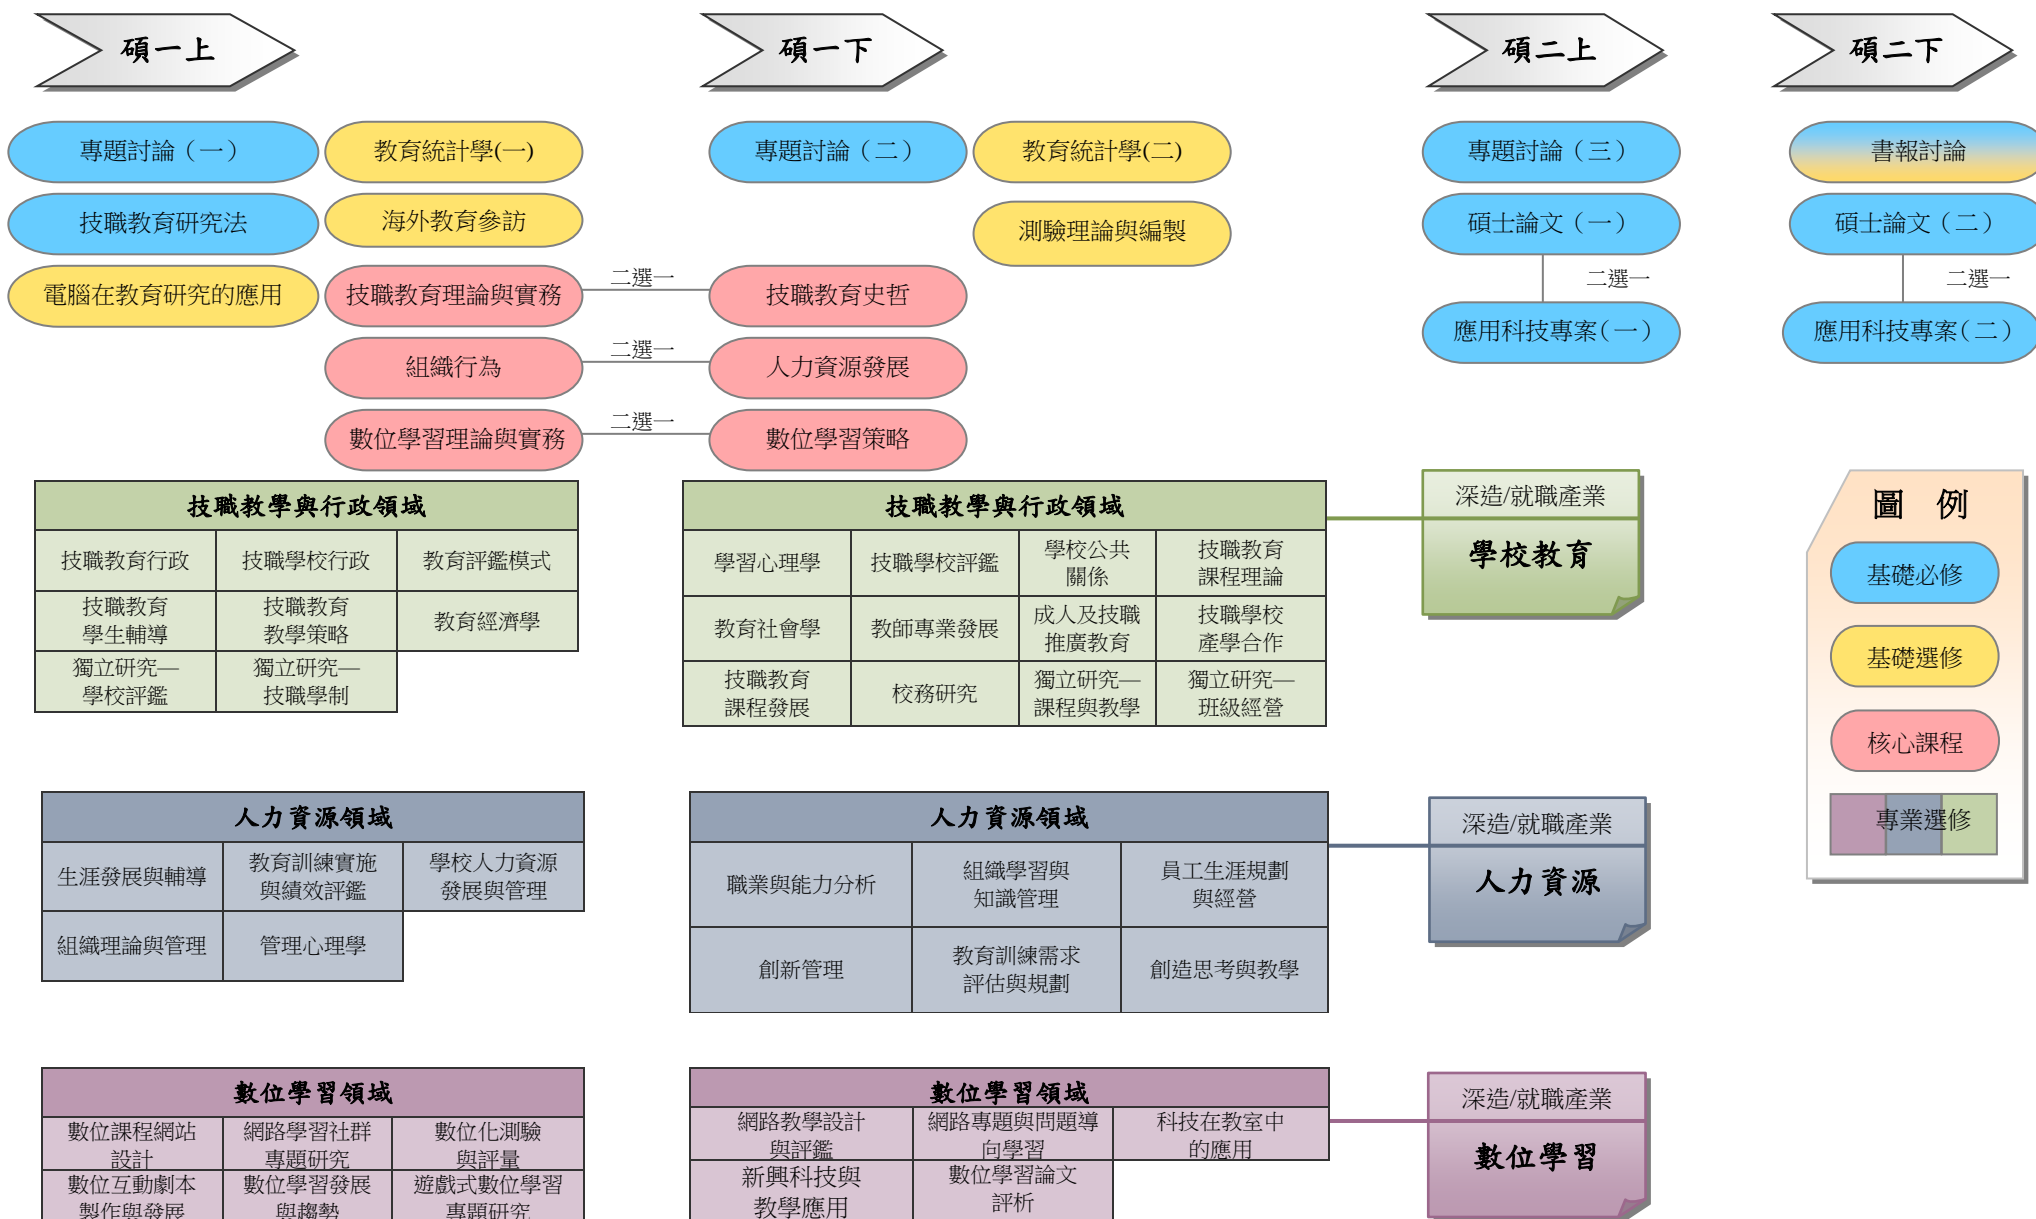 碩一上
碩一下
碩二上
碩二下
專題討論（一）
教育統計學(一)
專題討論（二）
教育統計學(二)
專題討論（三）
書報討論
技職教育研究法
海外教育參訪
測驗理論與編製
碩士論文（一）
碩士論文（二）
二選一
二選一
二選一
電腦在教育研究的應用
技職教育理論與實務
技職教育史哲
應用科技專案(一)
應用科技專案(二)
二選一
組織行為
人力資源發展
二選一
數位學習理論與實務
數位學習策略
技職教學與行政領域
技職教育行政
技職學校行政
教育評鑑模式
技職教育
學生輔導
技職教育
教學策略
教育經濟學
獨立研究—
學校評鑑
獨立研究—
技職學制
技職教學與行政領域
學習心理學
技職學校評鑑
學校公共
關係
技職教育
課程理論
教育社會學
教師專業發展
成人及技職
推廣教育
技職學校
產學合作
技職教育
課程發展
校務研究
獨立研究—
課程與教學
獨立研究—
班級經營
深造/就職產業
學校教育
圖 例
基礎必修
基礎選修
核心課程
專業選修
人力資源領域
生涯發展與輔導
教育訓練實施
與績效評鑑
學校人力資源
發展與管理
組織理論與管理
管理心理學
人力資源領域
職業與能力分析
組織學習與
知識管理
員工生涯規劃
與經營
創新管理
教育訓練需求
評估與規劃
創造思考與教學
深造/就職產業
人力資源
數位學習領域
數位課程網站
設計
網路學習社群
專題研究
數位化測驗
與評量
數位互動劇本
製作與發展
數位學習發展
與趨勢
遊戲式數位學習
專題研究
數位學習領域
網路教學設計
與評鑑
網路專題與問題導
向學習
科技在教室中
的應用
新興科技與
教學應用
數位學習論文
評析
深造/就職產業
數位學習